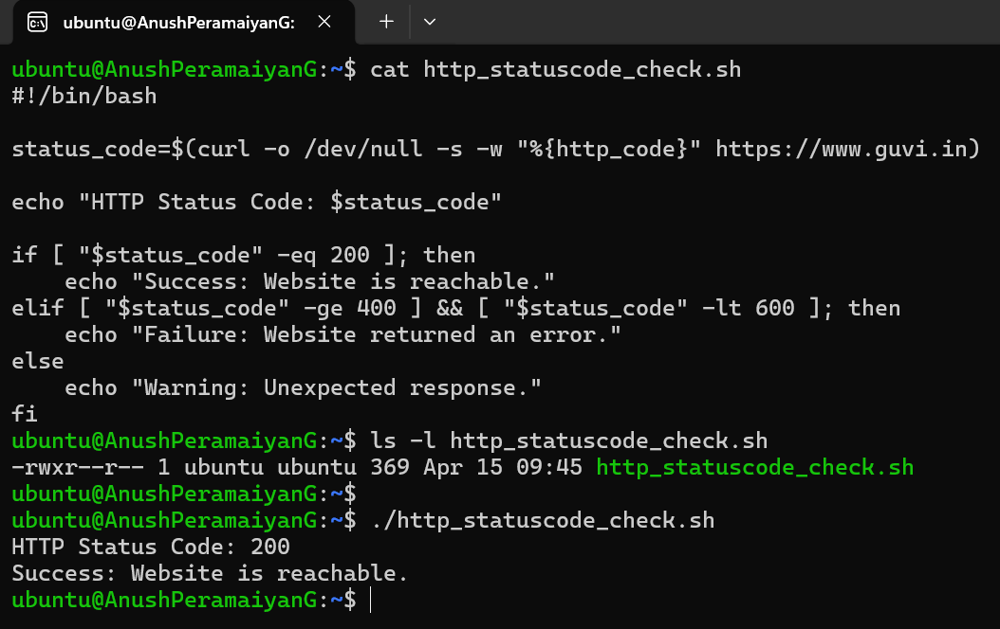 ubuntu@AnushPeramaiyanG:
ubuntu@AnushPeramaiyanG:~$ cat http_statuscode_check.sh
#!/bin/bash
status_code=$(curl -o /dev/null -s -w "%{http_code}" https://www.guvi.in)
echo "HTTP Status Code: $status_code"
if [ "$status_code" -eq 200 ]; then
    echo "Success: Website is reachable."
elif [ "$status_code" -ge 400 ] && [ "$status_code" -lt 600 ]; then
    echo "Failure: Website returned an error."
else
    echo "Warning: Unexpected response."
fi
ubuntu@AnushPeramaiyanG:~$ ls -l http_statuscode_check.sh
-rwxr--r-- 1 ubuntu ubuntu 369 Apr 15 09:45 http_statuscode_check.sh
ubuntu@AnushPeramaiyanG:~$
ubuntu@AnushPeramaiyanG:~$ ./http_statuscode_check.sh
HTTP Status Code: 200
Success: Website is reachable.
ubuntu@AnushPeramaiyanG:~$